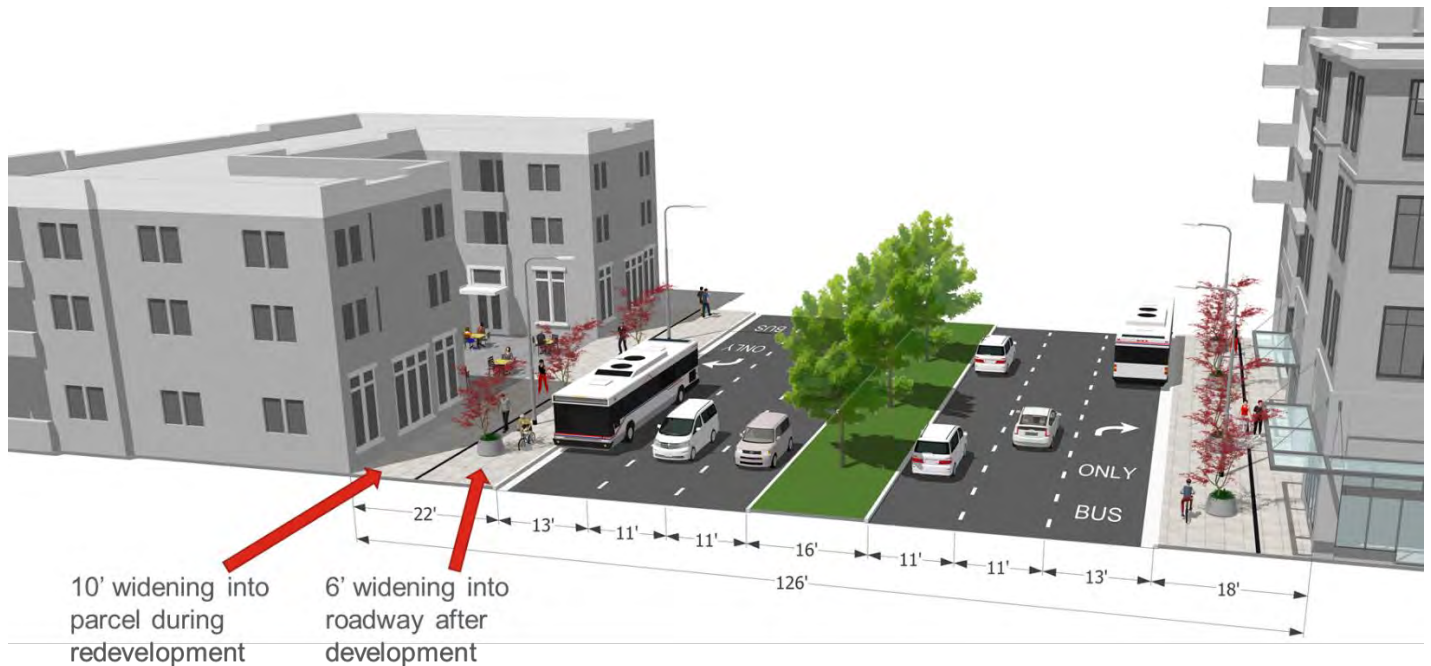 BUS
ONLY
ONLY
BUS
22'
13'
11'
11'
16'
11'
11'
13'
18'
126'
10' widening into
parcel during
redevelopment
6' widening into
roadway after
development